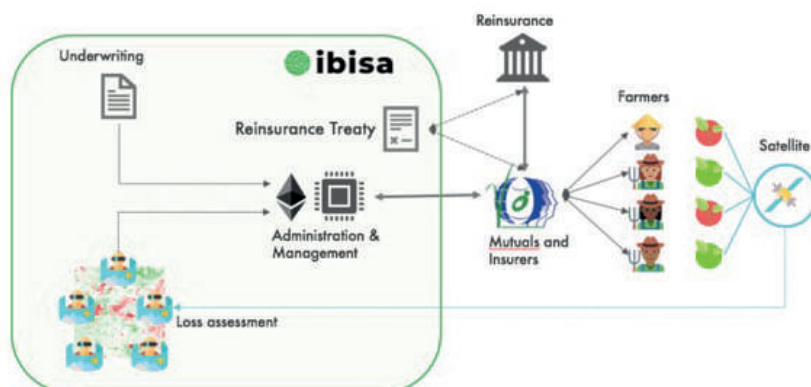 Underwriting
ibisa
Reinsurance
Reinsurance Treaty
Farmers
Satellite
Administration &
Management
Mutuals and
Insurers
Loss assessment